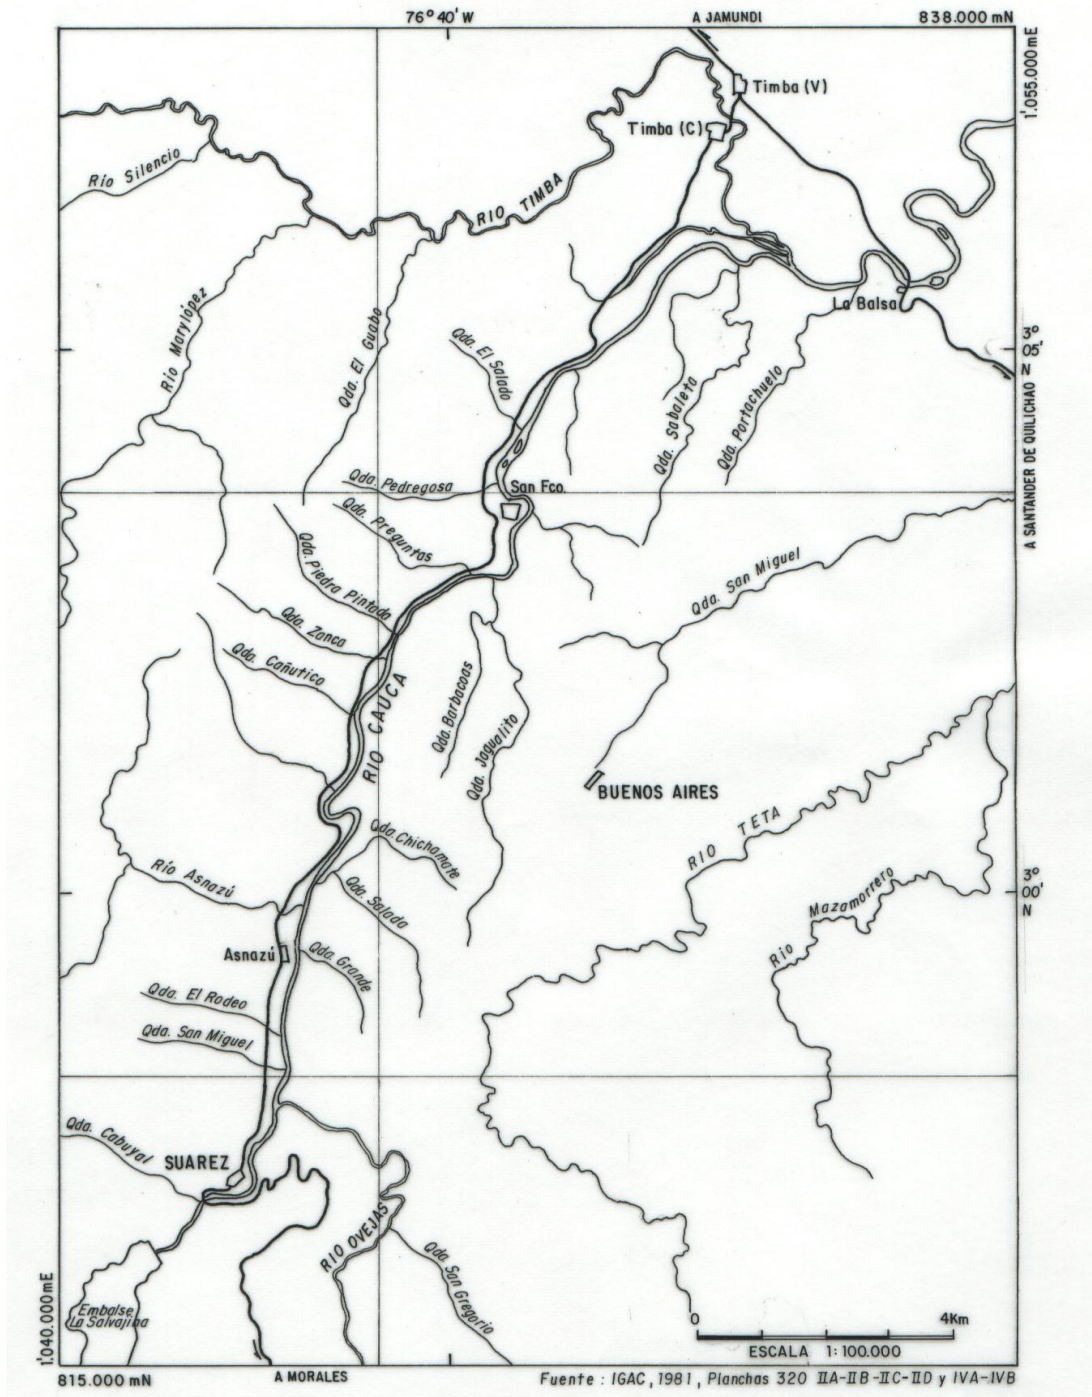 76° 40' W
A JAMUNDI
838.000 mN
1'055.000 mE
Timba (V)
Timba (C)
Río Silencio
RIO TIMBA
La Balsa
Río Marylópez
Qda. El Guabo
Qda. El Salado
3°
05'
N
Qda. Sabaleta
Qda. Portachuelo
A SANTANDER DE QUILICHAO
Qda. Pedregosa
San Fco.
Qda. Preguntas
Qda. Piedra Pintada
Qda. San Miguel
Qda. Zanca
Qda. Cañutico
RIO CAUCA
Qda. Barbacoas
Qda. Jagualito
BUENOS AIRES
RIO TETA
Qda. Chichamate
Río Asnazú
Qda. Salada
Río Mazamorrero
3°
00'
N
Asnazú
Qda. Grande
Qda. El Rodeo
Qda. San Miguel
Qda. Cabuyal
SUAREZ
RIO OVEJAS
Qda San Gregorio
Embalse
La Salvajina
1'040.000 mE
0
4Km
ESCALA 1:100.000
815.000 mN
A MORALES
Fuente : IGAC, 1981, Planchas 320 IIA-IIB-IIC-IID y IVA-IVB